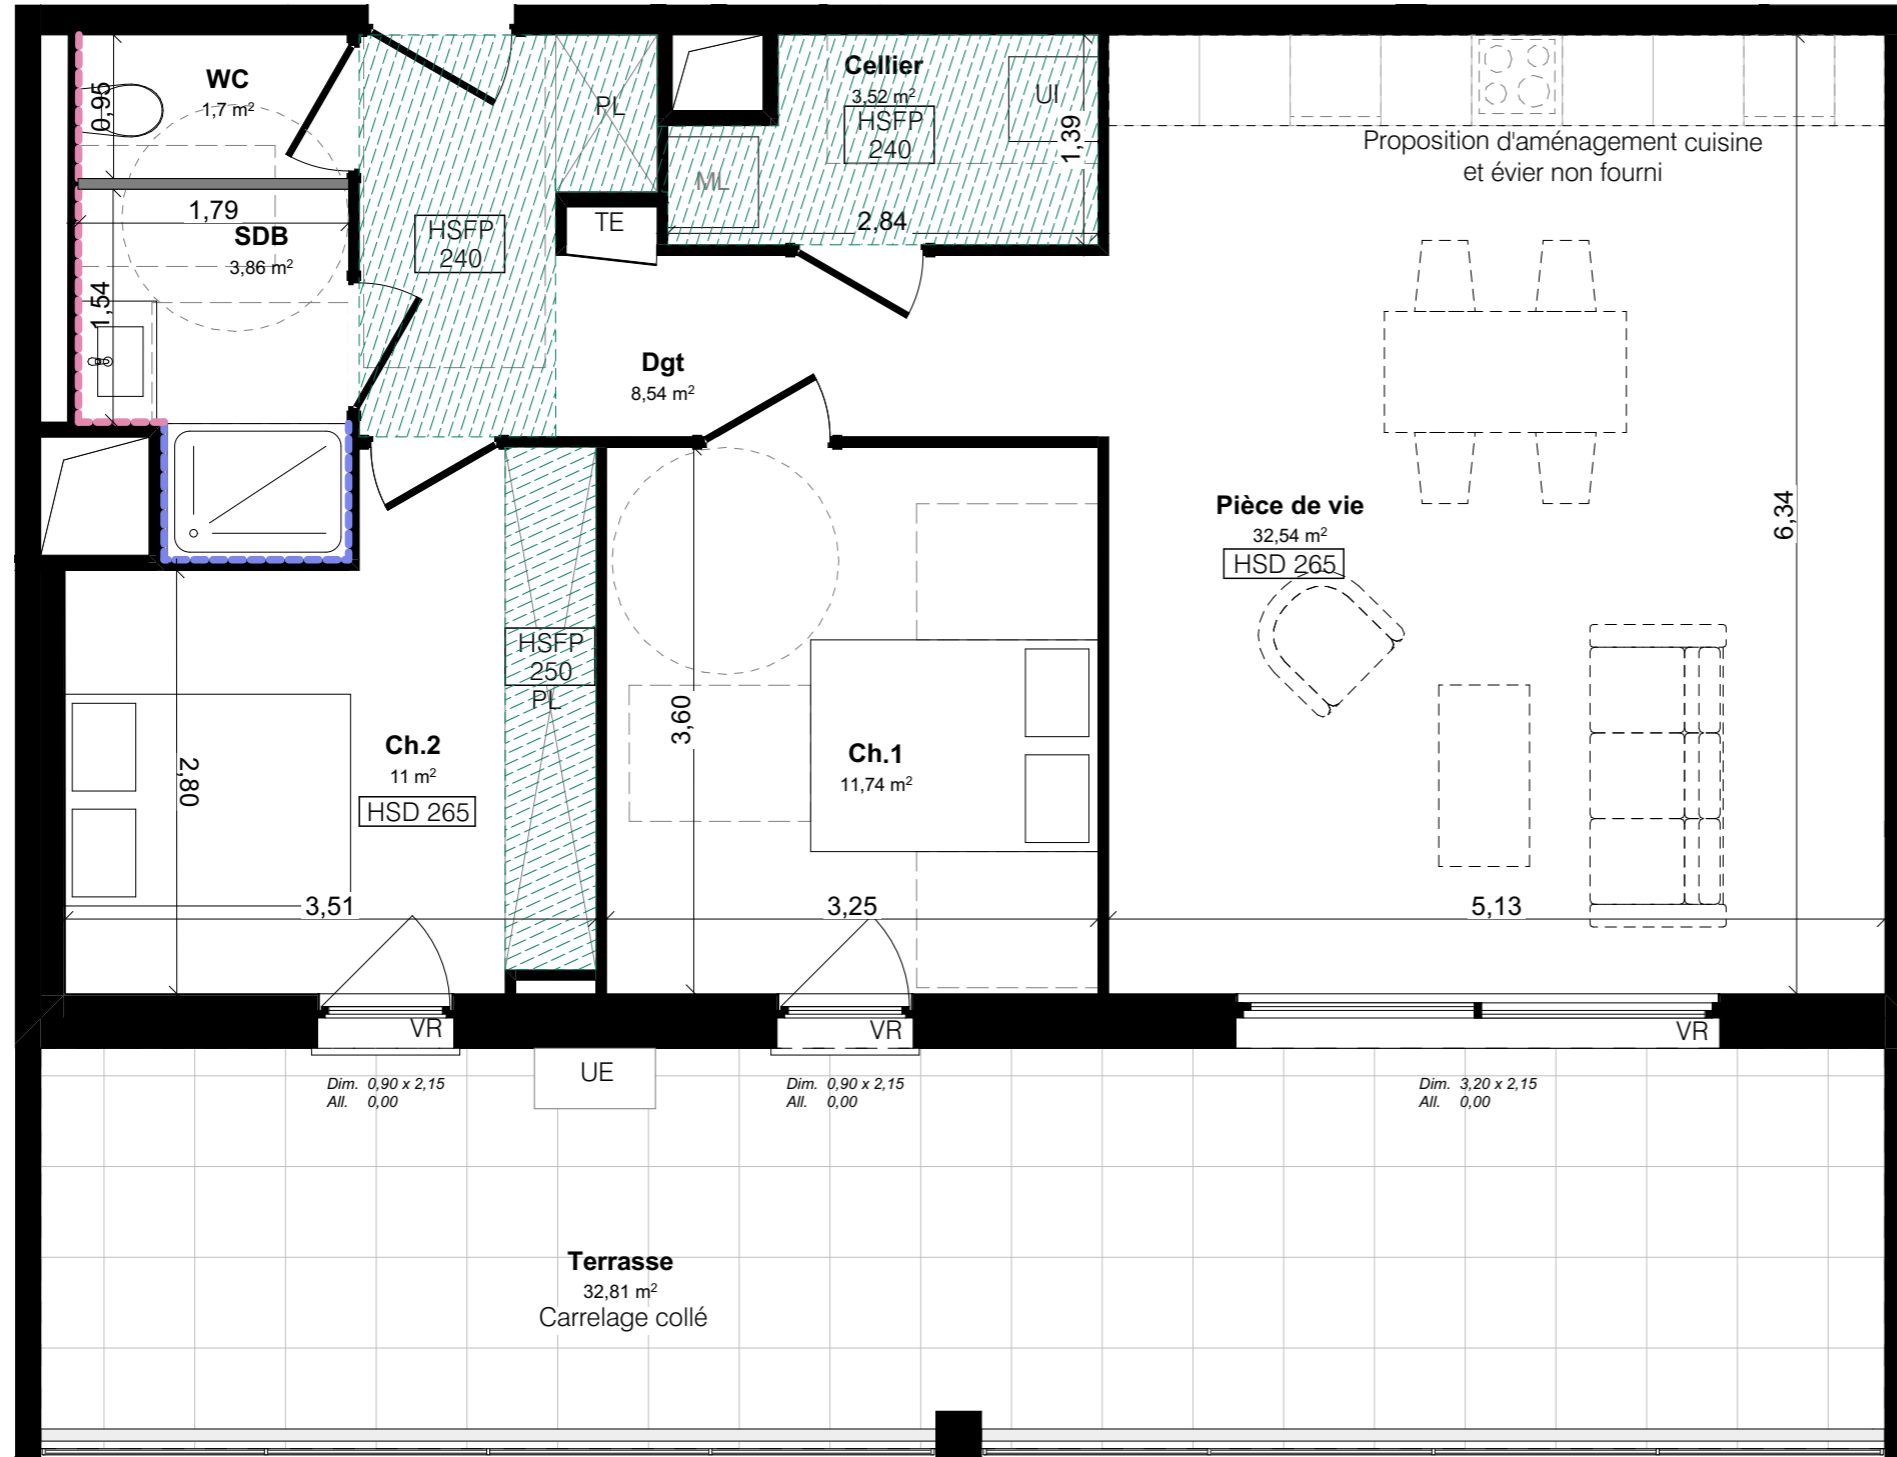 WC
1,7 m²
0,95
1,79
SDB
3,86 m²
1,54
HSFP
240
PL
TE
Cellier
3,52 m²
HSFP
240
UI
1,39
ML
2,84
Proposition d'aménagement cuisine
et évier non fourni
Dgt
8,54 m²
Pièce de vie
32,54 m²
HSD 265
6,34
5,13
HSFP
250
PL
Ch.2
11 m²
HSD 265
2,80
3,51
3,60
Ch.1
11,74 m²
3,25
VR
VR
VR
UE
Dim. 0,90 x 2,15
All. 0,00
Dim. 0,90 x 2,15
All. 0,00
Dim. 3,20 x 2,15
All. 0,00
Terrasse
32,81 m²
Carrelage collé